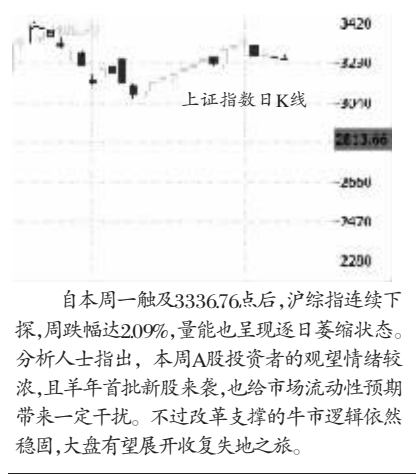 3420
3230
上证指数日K线
3040
2613.66
2470
2280
自本周一触及3336.76点后,沪综指连续下
探,周跌幅达2.09%,量能也呈现逐日萎缩状态。
分析人士指出，本周A股投资者的观望情绪较
浓,且羊年首批新股来袭,也给市场流动性预期
带来一定干扰。不过改革支撑的牛市逻辑依然
稳固,大盘有望展开收复失地之旅。